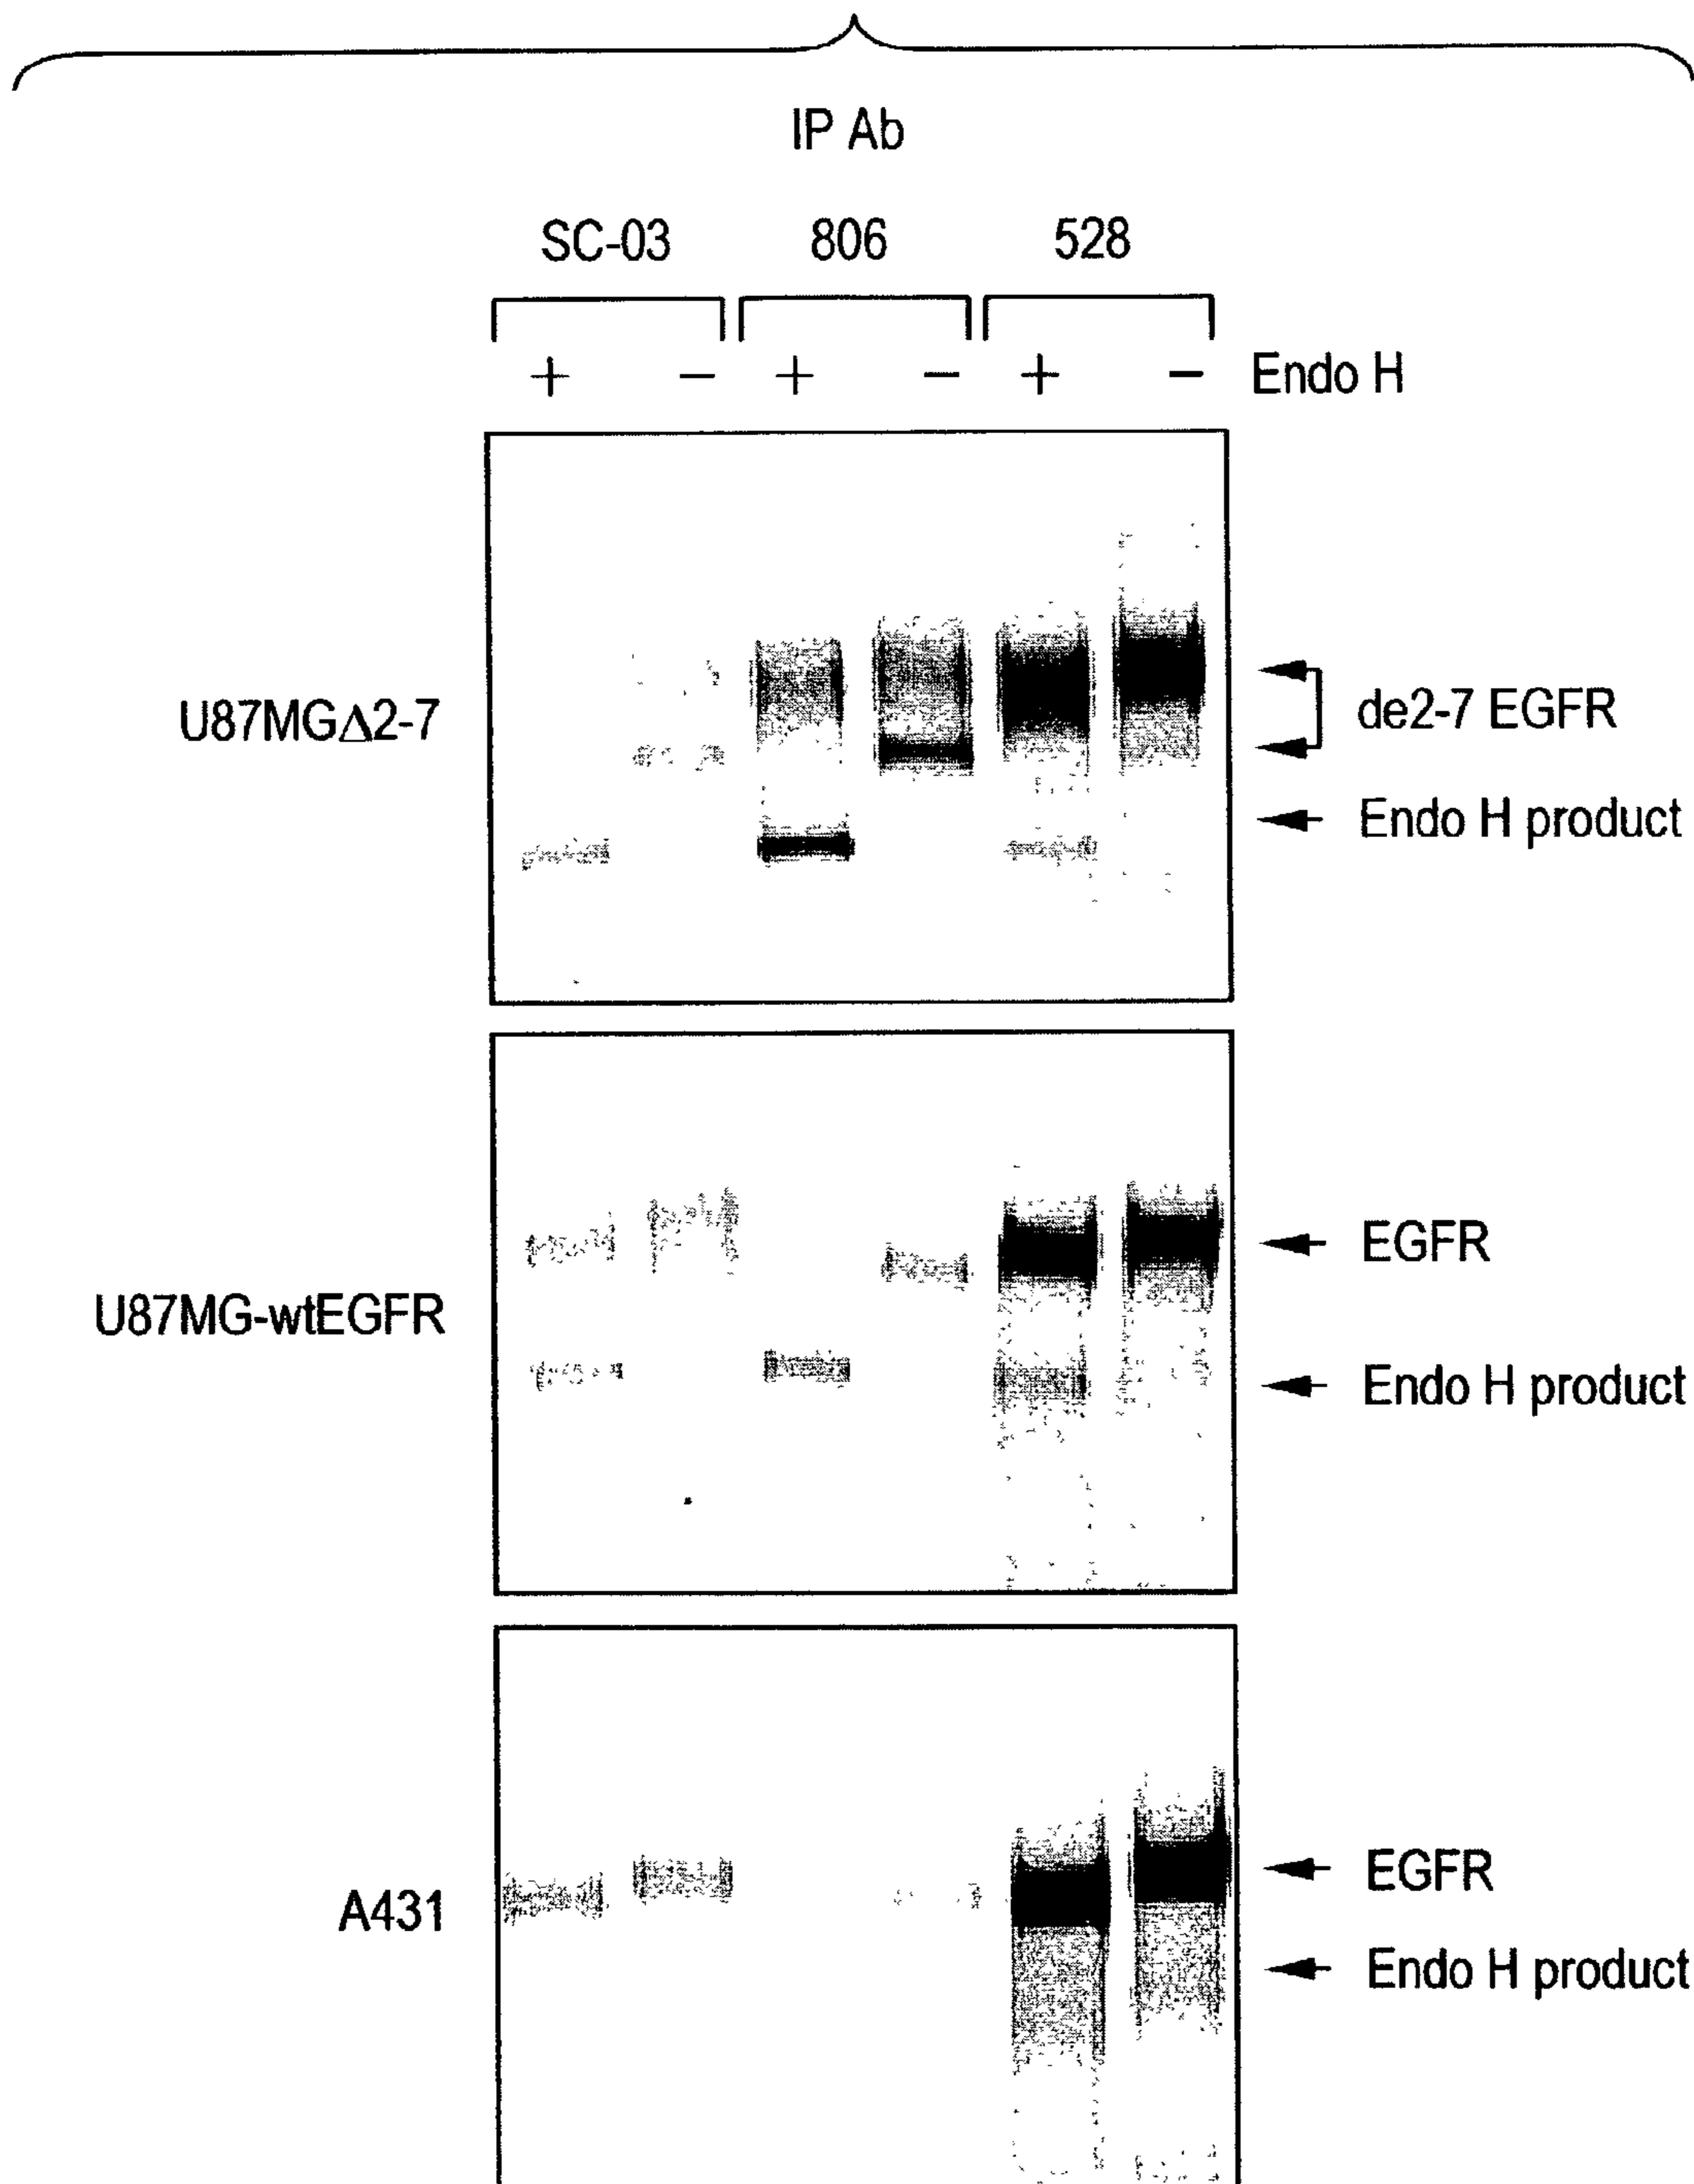 IP Ab
SC-03 806 528
+ − + − + − Endo H
U87MGΔ2-7
de2-7 EGFR
Endo H product
U87MG-wtEGFR
EGFR
Endo H product
A431
EGFR
Endo H product